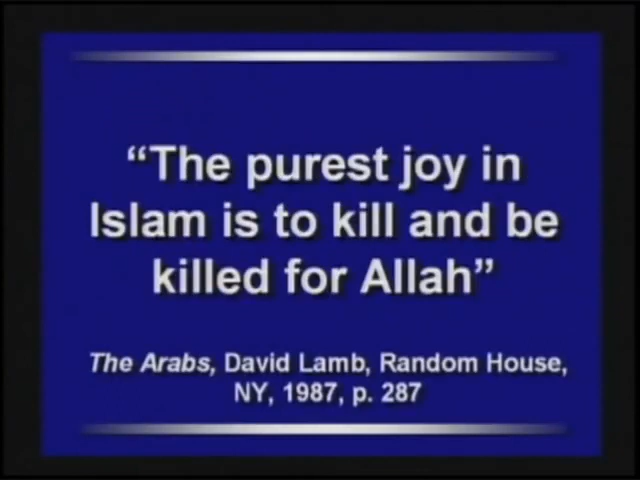 “The purest joy in
Islam is to kill and be
killed for Allah”
The Arabs, David Lamb, Random House,
NY, 1987, p. 287